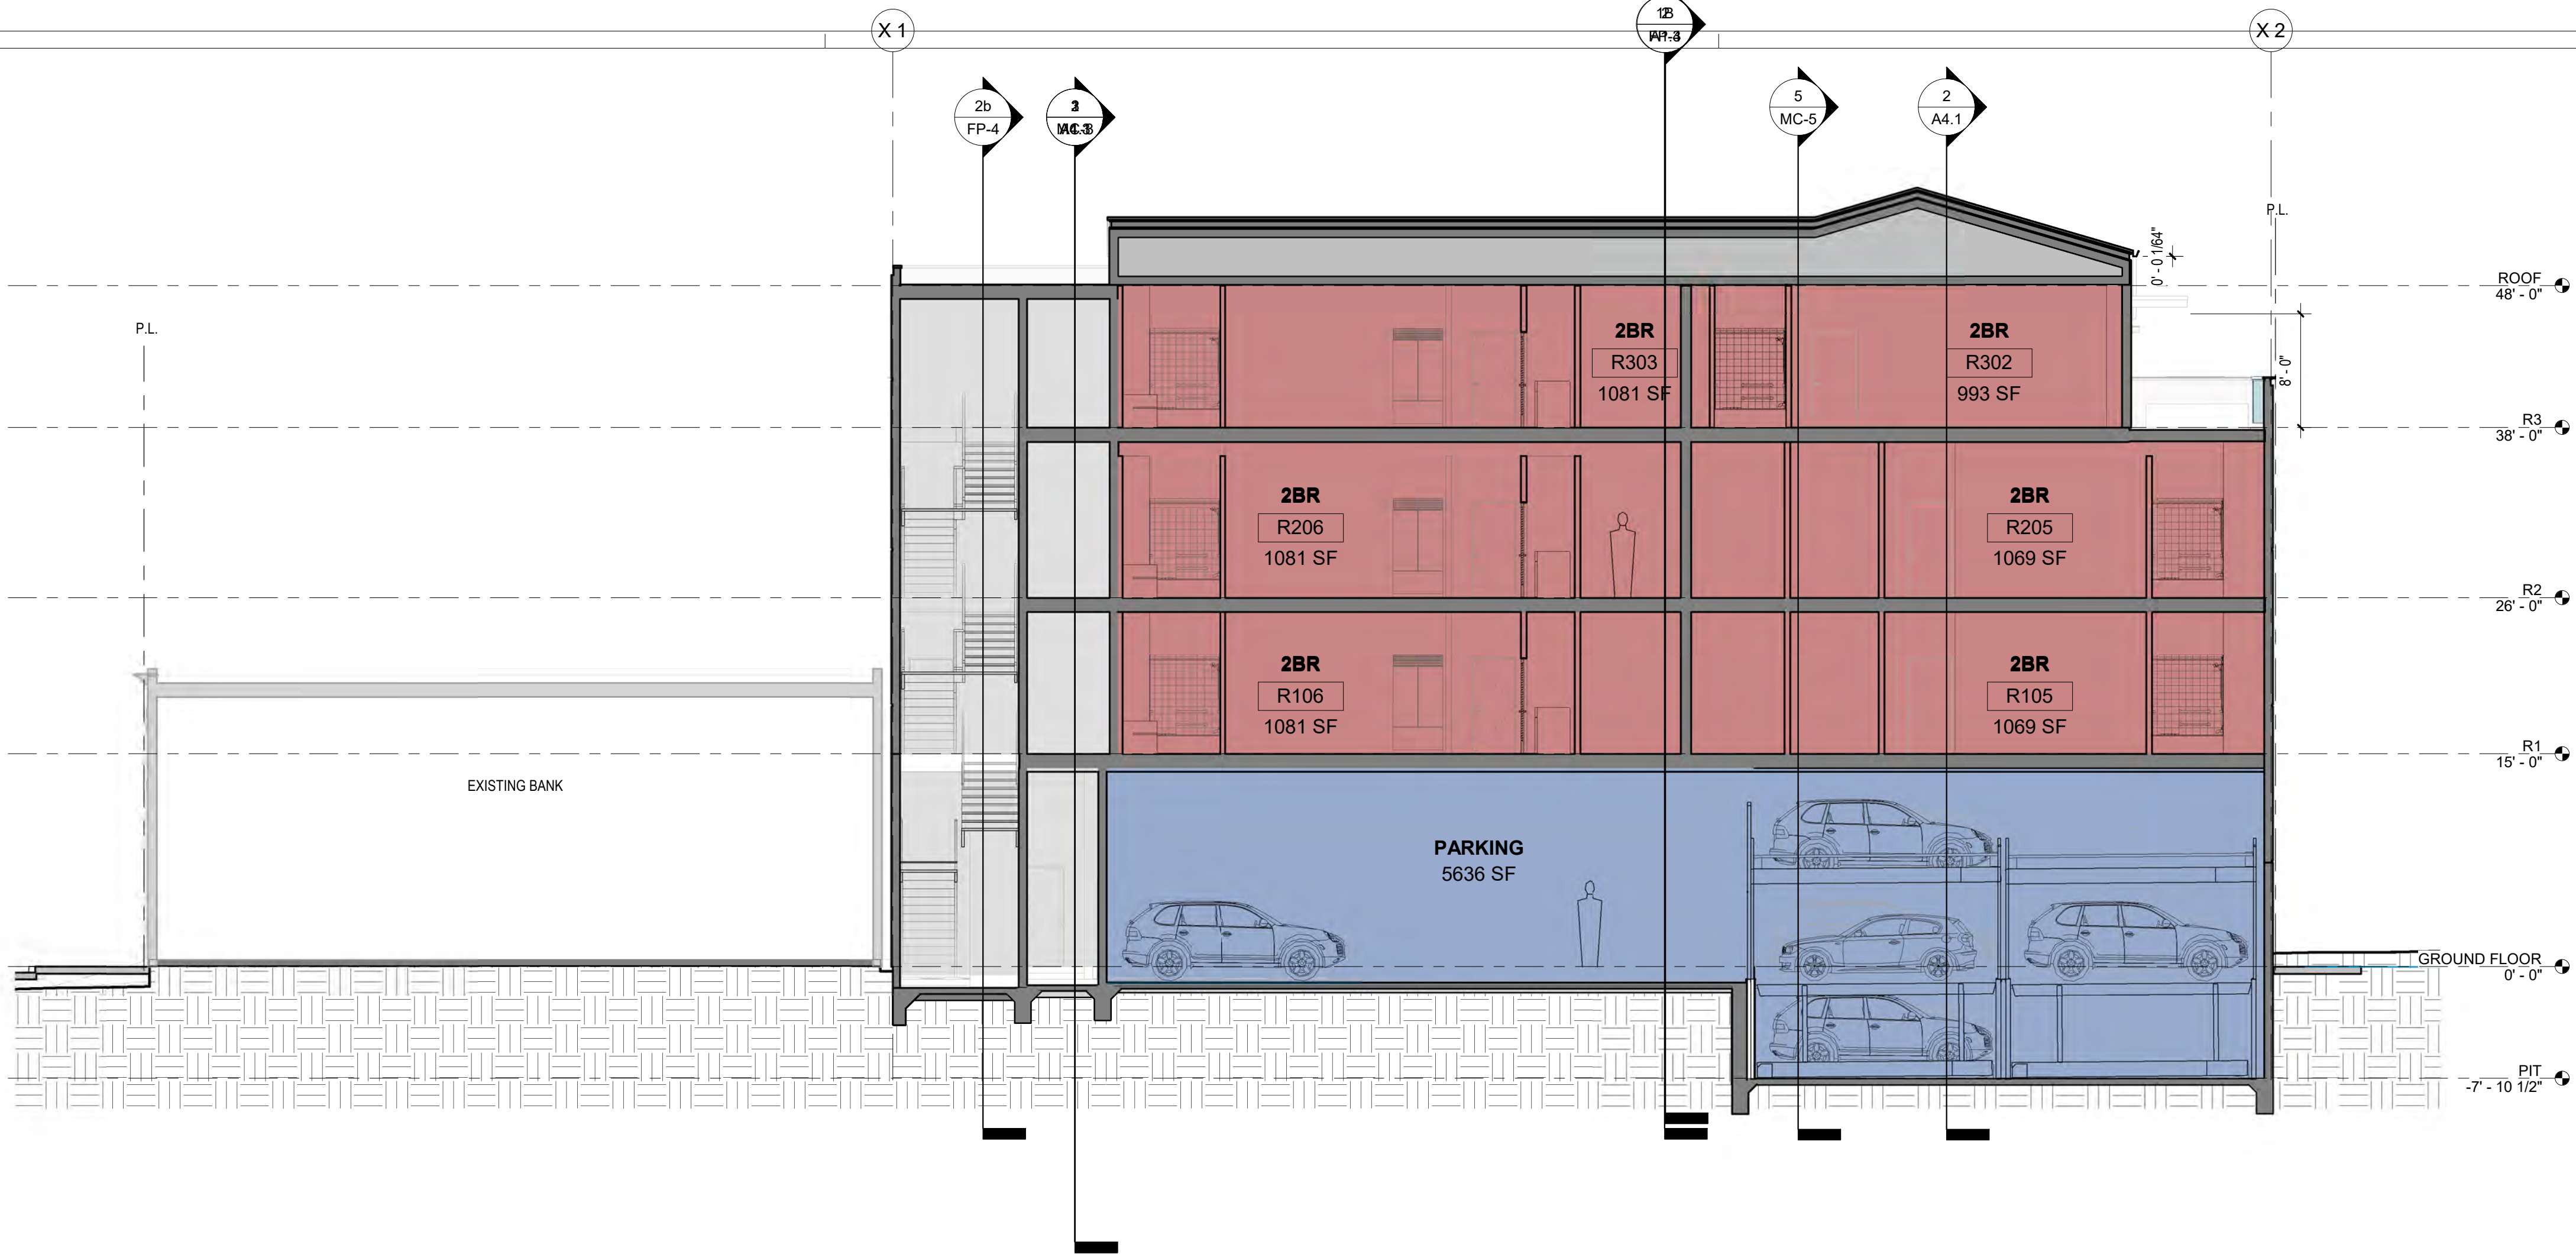 X 1
X 2
2b
FP-4
5
MC-5
2
A4.1
P.L.
P.L.
0' - 0 1/64"
8' - 0"
ROOF
48' - 0"
2BR
R303
1081 SF
2BR
R302
993 SF
R3
38' - 0"
2BR
R206
1081 SF
2BR
R205
1069 SF
R2
26' - 0"
2BR
R106
1081 SF
2BR
R105
1069 SF
R1
15' - 0"
EXISTING BANK
PARKING
5636 SF
GROUND FLOOR
0' - 0"
PIT
-7' - 10 1/2"